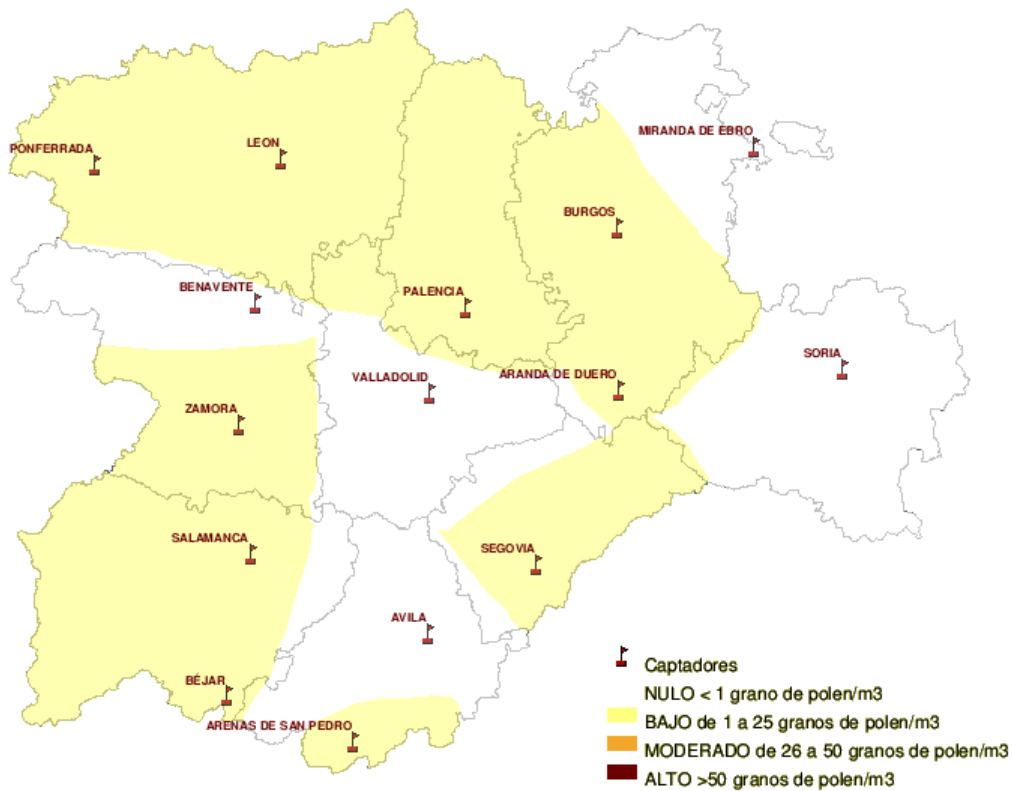 MIRANDA DE EBRO
PONFERRADA
LEON
BURGOS
BENAVENTE
PALENCIA
SORIA
VALLADOLID
ARANDA DE DUERO
ZAMORA
SALAMANCA
SEGOVIA
AVILA
BÉJAR
ARENAS DE SAN PEDRO
Captadores
NULO < 1 grano de polen/m3
BAJO de 1 a 25 granos de polen/m3
MODERADO de 26 a 50 granos de polen/m3
ALTO >50 granos de polen/m3